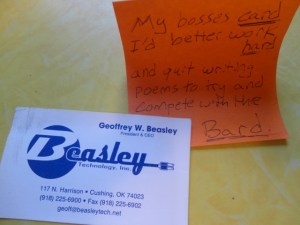 My bosses card
I'd better work
hard
and quit writing
poems to try and
compete with the
Bard!
Geoffrey W. Beasley
President & CEO
Beasley
Technology, Inc.
117 N. Harrison • Cushing, OK 74023
(918) 225-6900 • Fax (918) 225-6902
geoff@beasleytech.net